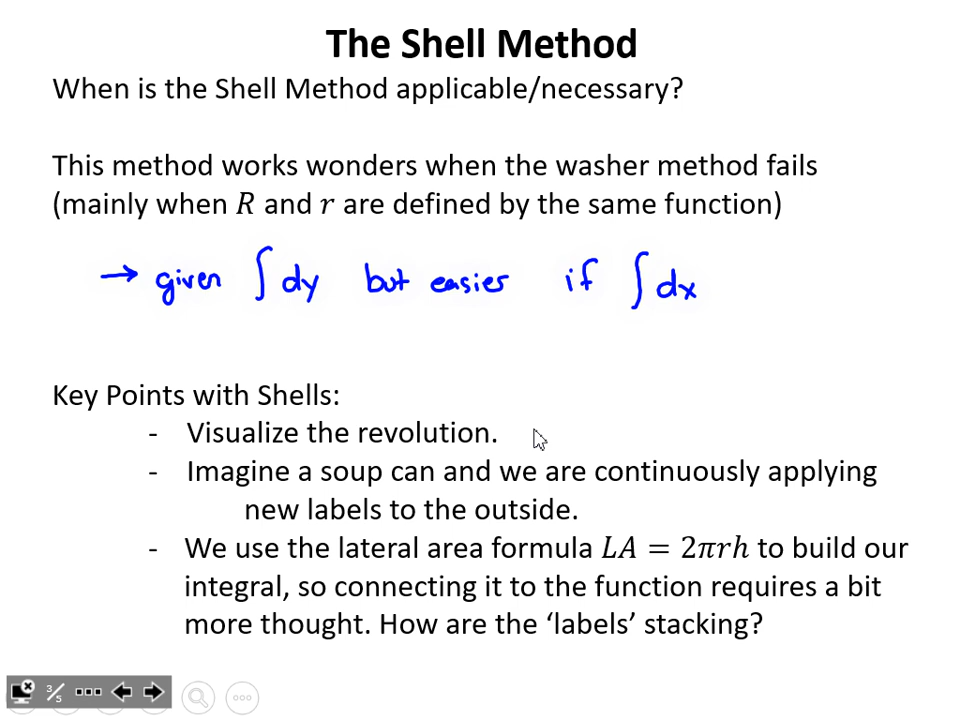 The Shell Method
When is the Shell Method applicable/necessary?
This method works wonders when the washer method fails
(mainly when R and r are defined by the same function)
→ given ∫ dy but easier if ∫ dx
Key Points with Shells:
- Visualize the revolution.
- Imagine a soup can and we are continuously applying
new labels to the outside.
- We use the lateral area formula LA = 2πrh to build our
integral, so connecting it to the function requires a bit
more thought. How are the ‘labels’ stacking?
3/5